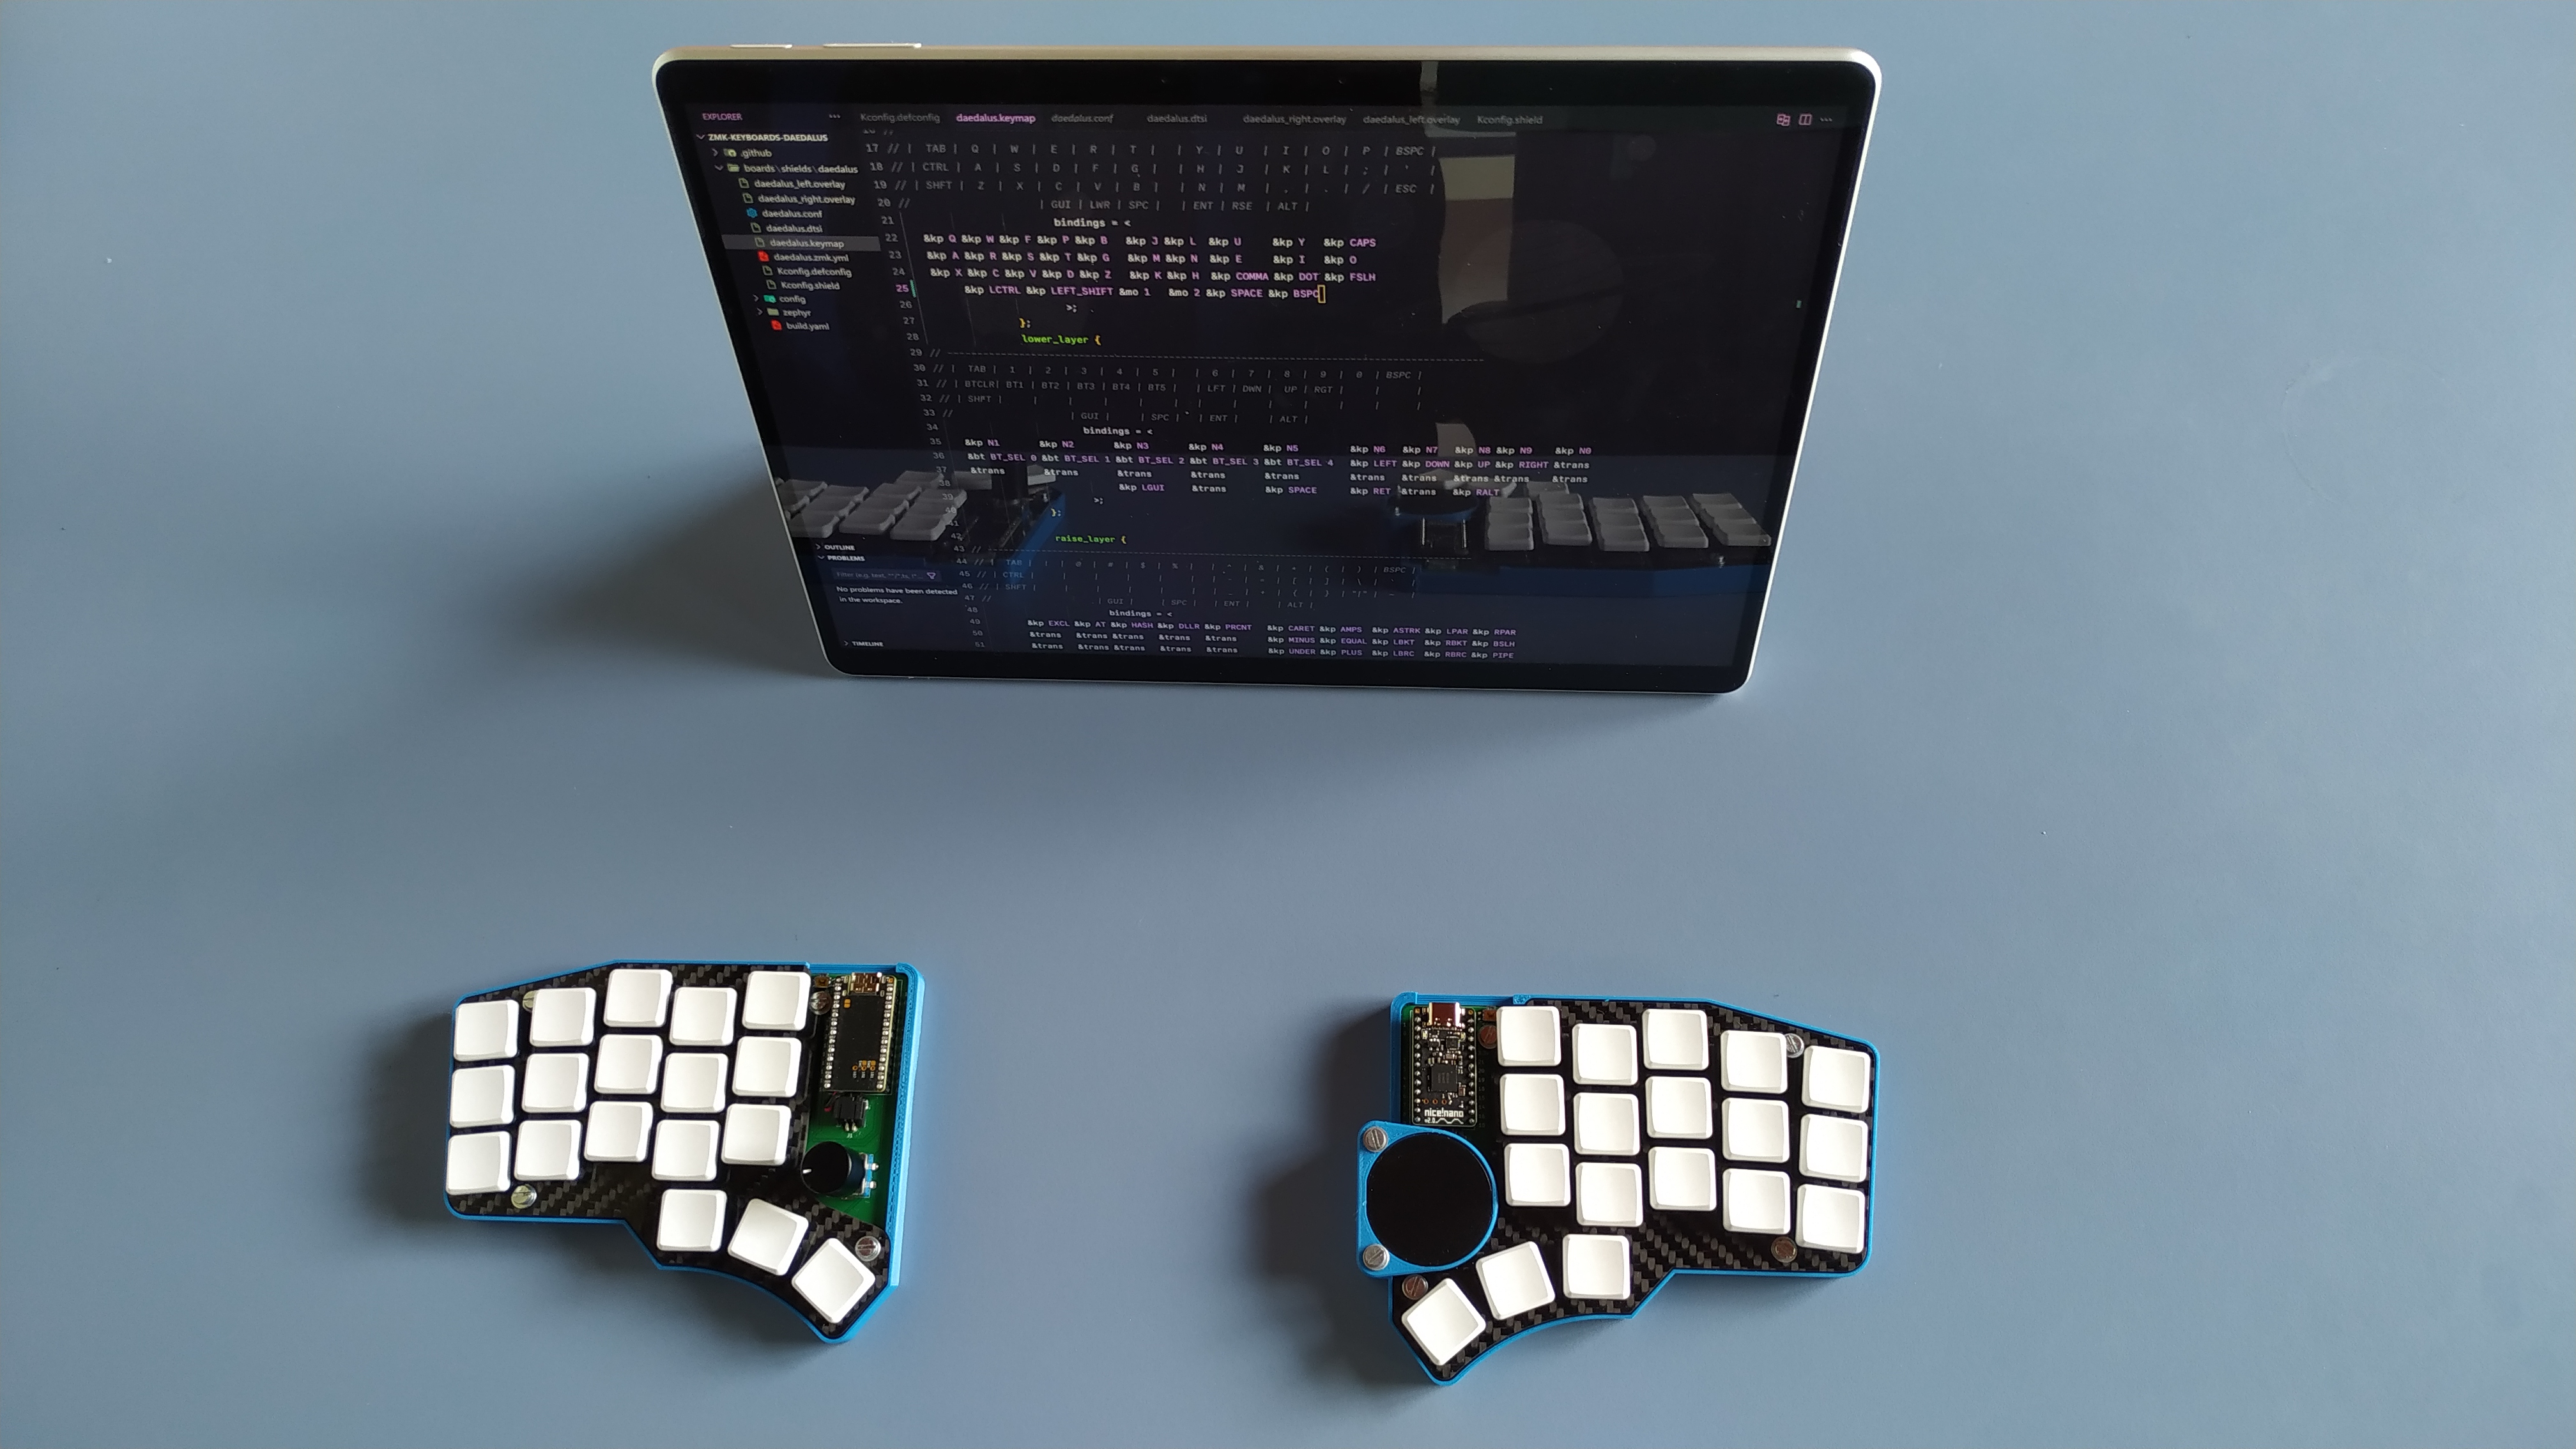 EXPLORER ...
ZMK-KEYBOARDS-DAEDALUS
.github
boards\shields\daedalus
daedalus_left.overlay
daedalus_right.overlay
daedalus.conf
daedalus.dtsi
daedalus.keymap
daedalus.zmk.yml
Kconfig.defconfig
Kconfig.shield
config
zephyr
build.yaml
OUTLINE
PROBLEMS
No problems have been detected
in the workspace.
TIMELINE
Kconfig.defconfig daedalus.keymap daedalus.conf daedalus.dtsi daedalus_right.overlay daedalus_left.overlay Kconfig.shield ...
17 // | TAB | Q | W | E | R | T | | Y | U | I | O | P | BSPC |
18 // | CTRL | A | S | D | F | G | | H | J | K | L | ; | ' |
19 // | SHFT | Z | X | C | V | B | | N | M | , | . | / | ESC |
20 // | GUI | LWR | SPC | | ENT | RSE | ALT |
21 bindings = <
22 &kp Q &kp W &kp F &kp P &kp B &kp J &kp L &kp U &kp Y &kp CAPS
23 &kp A &kp R &kp S &kp T &kp G &kp M &kp N &kp E &kp I &kp O
24 &kp X &kp C &kp V &kp D &kp Z &kp K &kp H &kp COMMA &kp DOT &kp FSLH
25 &kp LCTRL &kp LEFT_SHIFT &mo 1 &mo 2 &kp SPACE &kp BSPC
26 >;
27 };
28 lower_layer {
29 // --------------------
30 // | TAB | 1 | 2 | 3 | 4 | 5 | | 6 | 7 | 8 | 9 | 0 | BSPC |
31 // | BTCLR| BT1 | BT2 | BT3 | BT4 | BT5 | | LFT | DWN | UP | RGT | | |
32 // | SHFT | | | | | | | | | | | | |
33 // | GUI | | SPC | | ENT | | ALT |
34 bindings = <
35 &kp N1 &kp N2 &kp N3 &kp N4 &kp N5 &kp N6 &kp N7 &kp N8 &kp N9 &kp N0
36 &bt BT_SEL 0 &bt BT_SEL 1 &bt BT_SEL 2 &bt BT_SEL 3 &bt BT_SEL 4 &kp LEFT &kp DOWN &kp UP &kp RIGHT &trans
37 &trans &trans &trans &trans &trans &trans &trans &trans &trans &trans
38 &kp LGUI &trans &kp SPACE &kp RET &trans &kp RALT
39 >;
40 };
41
42 raise_layer {
43 // --------------------
44 // | TAB | | @ | # | $ | % | | ^ | & | | ( | ) | BSPC |
45 // | CTRL |
46 // | SHFT |
47 // | GUI | | SPC | | ENT | | ALT |
48 bindings = <
49 &kp EXCL &kp AT &kp HASH &kp DLLR &kp PRCNT &kp CARET &kp AMPS &kp ASTRK &kp LPAR &kp RPAR
50 &trans &trans &trans &trans &trans &kp MINUS &kp EQUAL &kp LBKT &kp RBKT &kp BSLH
51 &trans &trans &trans &trans &trans &kp UNDER &kp PLUS &kp LBRC &kp RBRC &kp PIPE
nice!nano